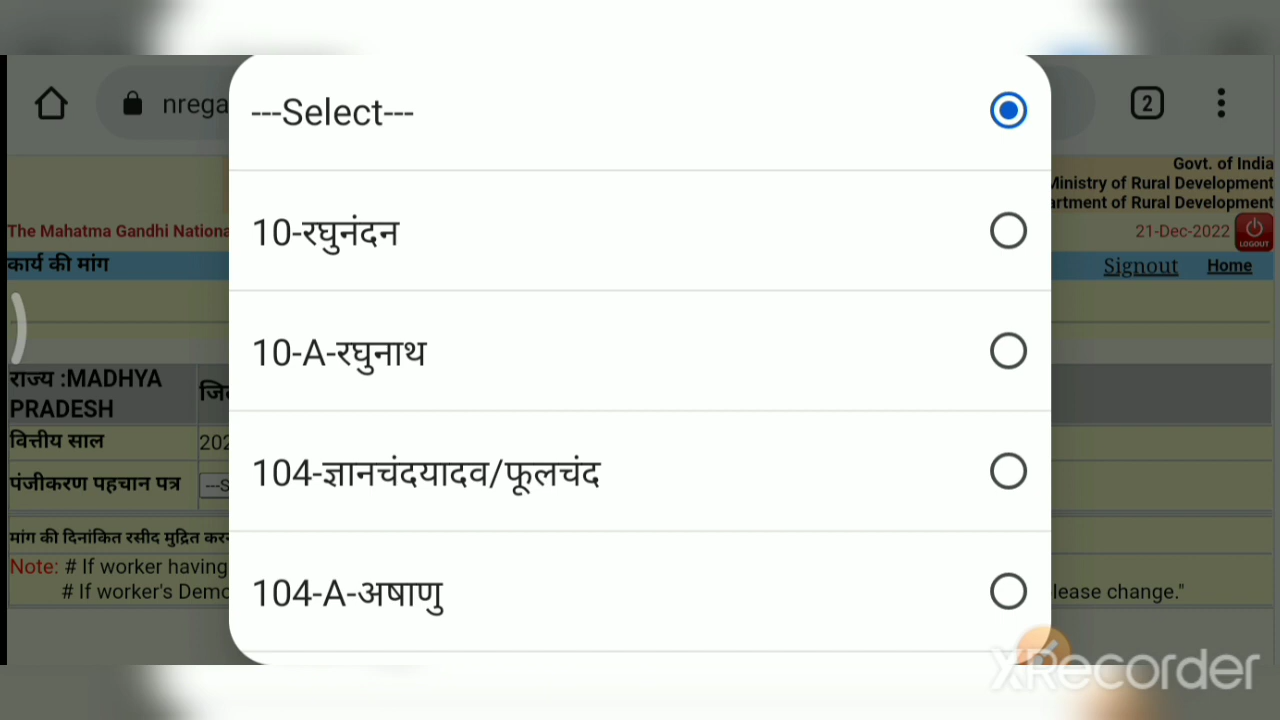 nrega
2
---Select---
10-रघुनंदन
10-A-रघुनाथ
104-ज्ञानचंदयादव/फूलचंद
104-A-अषाणु
Govt. of India
Ministry of Rural Development
artment of Rural Development
The Mahatma Gandhi Nationa
21-Dec-2022
LOGOUT
कार्य की मांग
Signout Home
राज्य :MADHYA
PRADESH
जि
वित्तीय साल 202
पंजीकरण पहचान पत्र ---S
मांग की दिनांकित रसीद मुद्रित कर
Note: # If worker having
# If worker's Demo lease change."
XRecorder